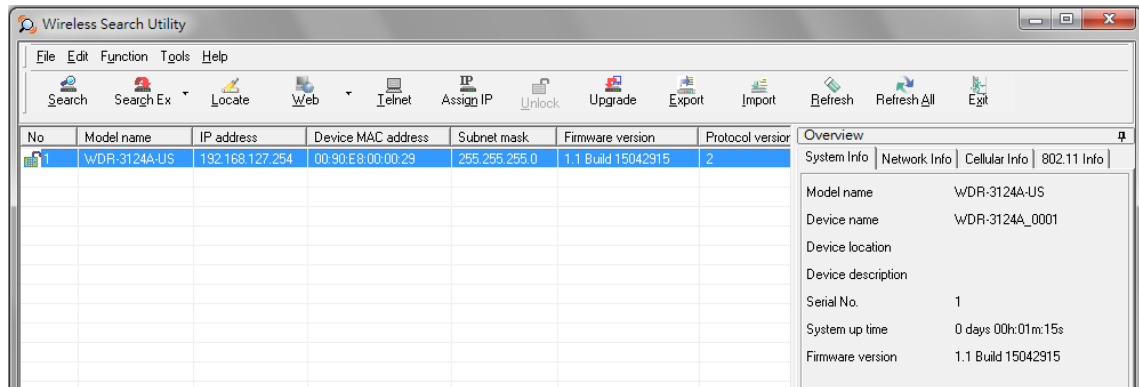 Wireless Search Utility
File Edit Function Tools Help
Search Search Ex Locate Web Telnet Assign IP Unlock Upgrade Export Import Refresh Refresh All Exit
No Model name IP address Device MAC address Subnet mask Firmware version Protocol version
1 WDR-3124A-US 192.168.127.254 00:90:E8:00:00:29 255.255.255.0 1.1 Build 15042915 2
Overview
System Info Network Info Cellular Info 802.11 Info
Model name WDR-3124A-US
Device name WDR-3124A_0001
Device location
Device description
Serial No. 1
System up time 0 days 00h:01m:15s
Firmware version 1.1 Build 15042915